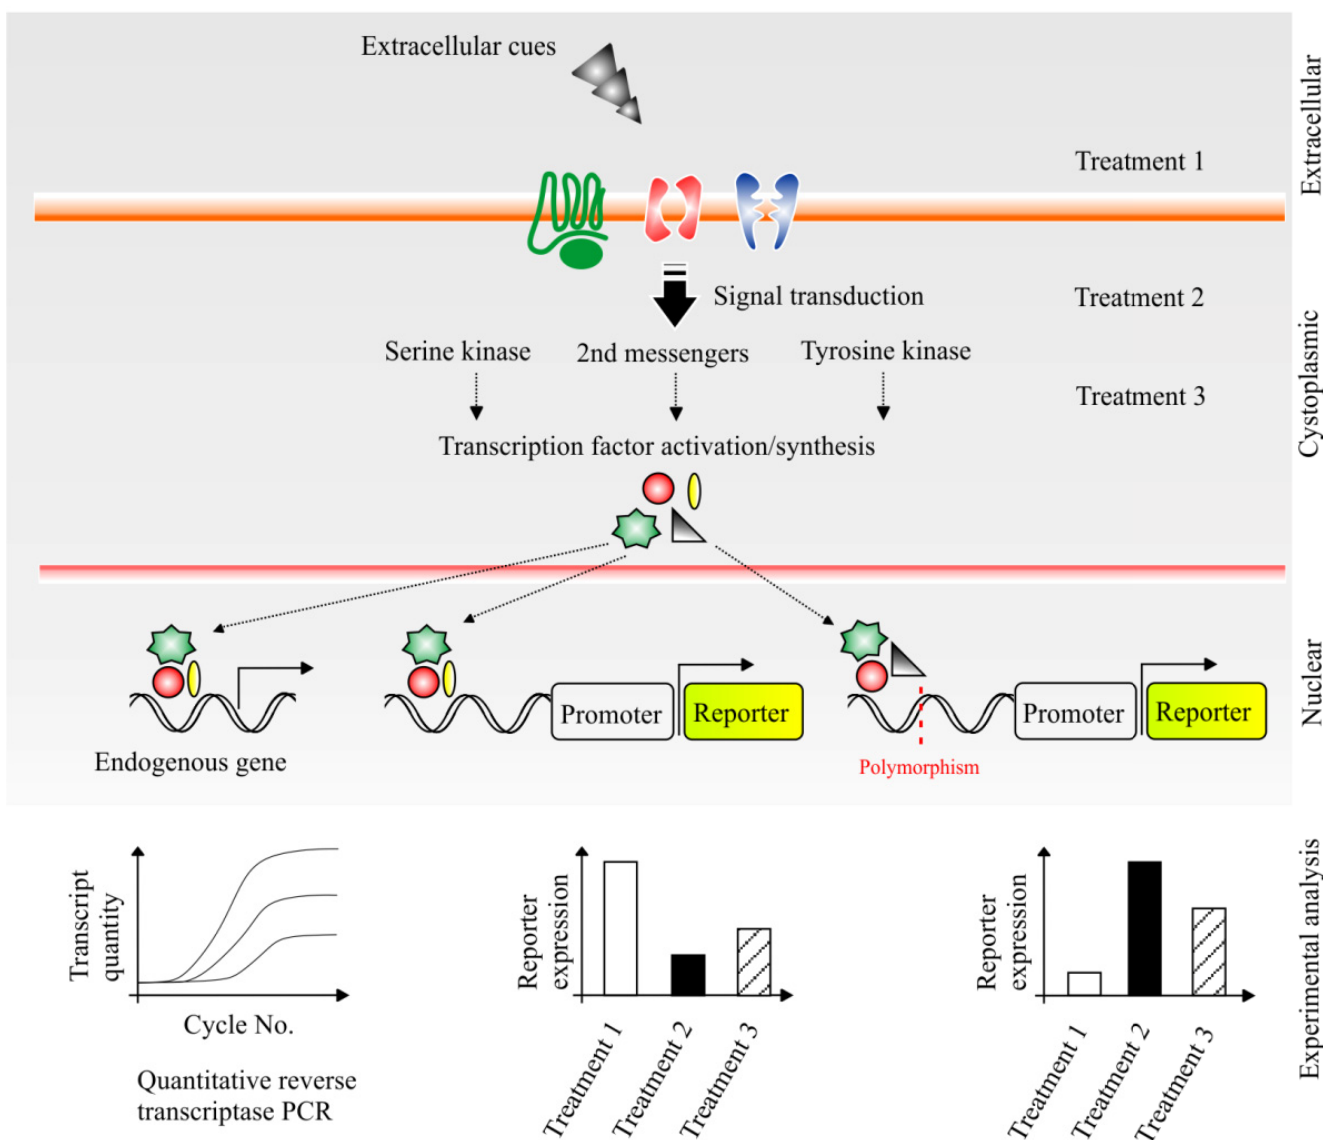 Extracellular cues
Extracellular
Treatment 1
Signal transduction
Treatment 2
Serine kinase
2nd messengers
Tyrosine kinase
Treatment 3
Cystoplasmic
Transcription factor activation/synthesis
Nuclear
Promoter
Reporter
Promoter
Reporter
Endogenous gene
Polymorphism
Transcript
quantity
Cycle No.
Quantitative reverse
transcriptase PCR
Reporter
expression
Treatment 1
Treatment 2
Treatment 3
Reporter
expression
Treatment 1
Treatment 2
Treatment 3
Experimental analysis